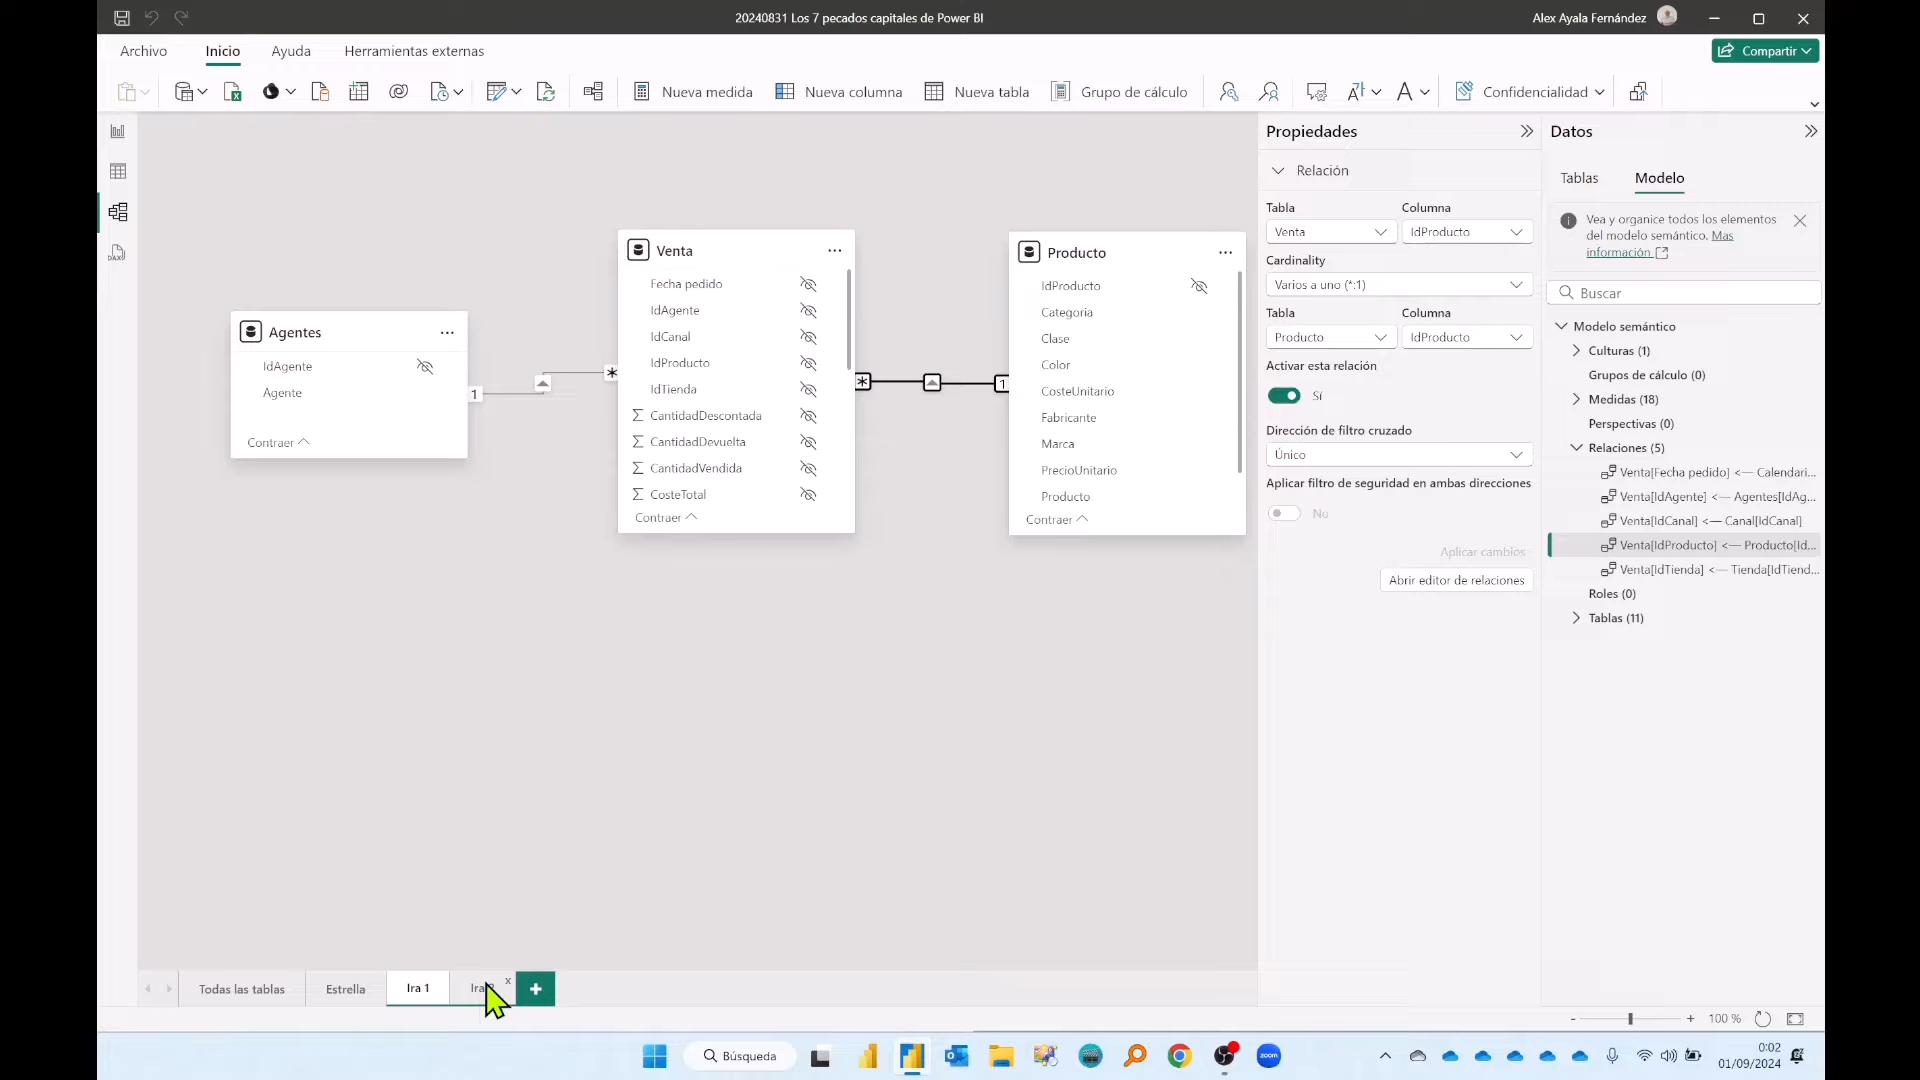 20240831 Los 7 pecados capitales de Power BI
Alex Ayala Fernández
Archivo
Inicio
Ayuda
Herramientas externas
Compartir
Nueva medida
Nueva columna
Nueva tabla
Grupo de cálculo
Confidencialidad
Agentes
IdAgente
Agente
Contraer
1
*
Venta
Fecha pedido
IdAgente
IdCanal
IdProducto
IdTienda
CantidadDescontada
CantidadDevuelta
CantidadVendida
CosteTotal
Contraer
*
1
Producto
IdProducto
Categoria
Clase
Color
CosteUnitario
Fabricante
Marca
PrecioUnitario
Producto
Contraer
Propiedades
Relación
Tabla
Columna
Venta
IdProducto
Cardinality
Varios a uno (*:1)
Tabla
Columna
Producto
IdProducto
Activar esta relación
Sí
Dirección de filtro cruzado
Único
Aplicar filtro de seguridad en ambas direcciones
No
Aplicar cambios
Abrir editor de relaciones
Datos
Tablas
Modelo
Vea y organice todos los elementos
del modelo semántico. Mas
información
Buscar
Modelo semántico
Culturas (1)
Grupos de cálculo (0)
Medidas (18)
Perspectivas (0)
Relaciones (5)
Venta[Fecha pedido] <— Calendari...
Venta[IdAgente] <— Agentes[IdAg...
Venta[IdCanal] <— Canal[IdCanal]
Venta[IdProducto] <— Producto[Id...
Venta[IdTienda] <— Tienda[IdTiend...
Roles (0)
Tablas (11)
Todas las tablas
Estrella
Ira 1
Ira
x
+
- + 100 %
Búsqueda
zoom
0:02
01/09/2024